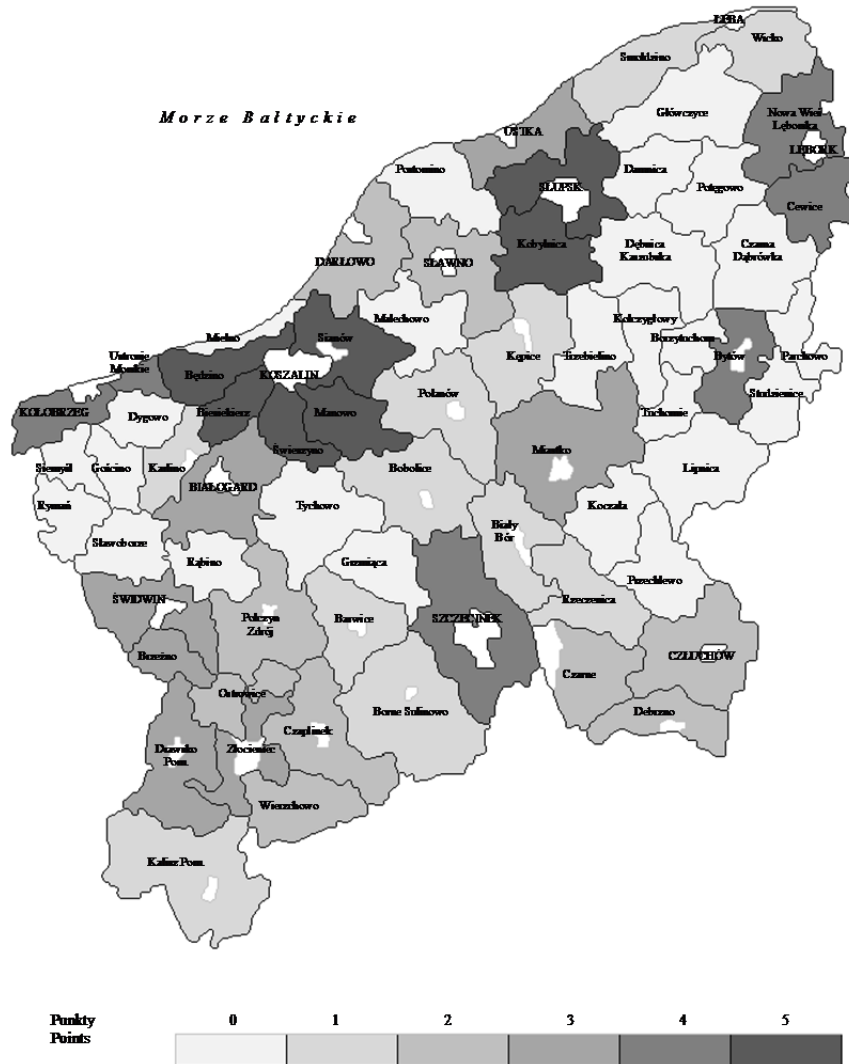 ŁEBA
Wicko
Smołdzino
Morze Bałtyckie
Główczyce
Nowa Wieś
Lęborska
USTKA
LĘBORK
Postomino
SŁUPSK
Damnica
Potęgowo
Cewice
Kobylnica
Dębnica
Kaszubska
Czarna
Dąbrówka
DARŁOWO
SŁAWNO
Malechowo
Kołczygłowy
Mielno
Sianów
Borzytuchom
Ustronie
Morskie
Kępice
Trzebielino
Bytów
Parchowo
Będzino
KOSZALIN
Studzienice
KOŁOBRZEG
Dygowo
Biesiekierz
Manowo
Polanów
Tuchomie
Świeszyno
Miastko
Siemyśl
Gościno
Karlino
Bobolice
Lipnica
BIAŁOGARD
Rymań
Tychowo
Koczała
Sławoborze
Biały
Bór
Rąbino
Grzmiąca
Przechlewo
ŚWIDWIN
Rzeczenica
Połczyn
Zdrój
Barwice
SZCZECINEK
Brzeżno
CZŁUCHÓW
Czarne
Ostrowice
Borne Sulinowo
Debrzno
Czaplinek
Drawsko
Pom.
Złocieniec
Wierzchowo
Kalisz Pom.
Punkty 0 1 2 3 4 5
Points